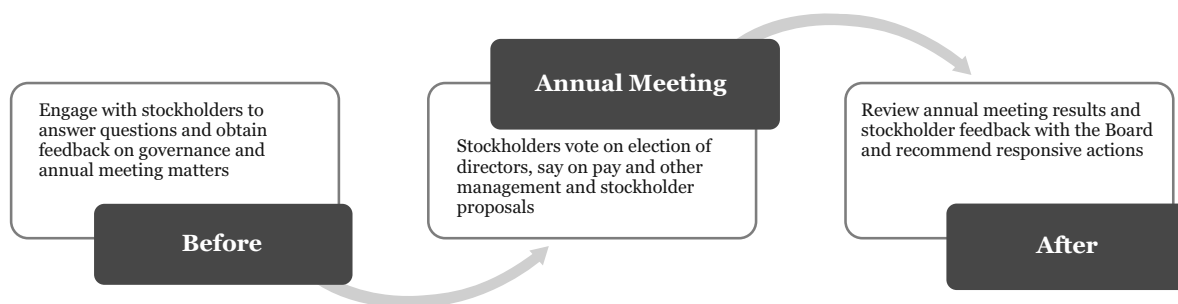 Engage with stockholders to
answer questions and obtain
feedback on governance and
annual meeting matters
Before
Annual Meeting
Stockholders vote on election of
directors, say on pay and other
management and stockholder
proposals
Review annual meeting results and
stockholder feedback with the Board
and recommend responsive actions
After